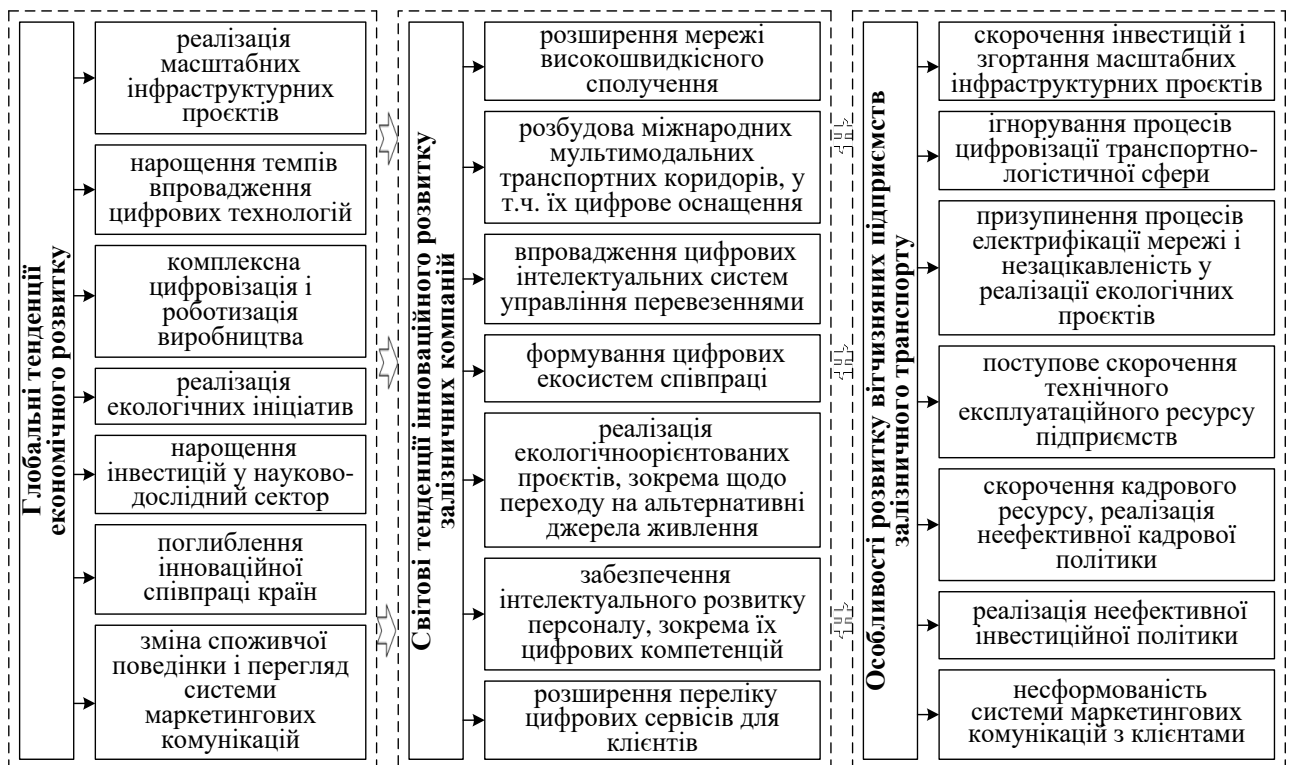 Глобальні тенденції
економічного розвитку
реалізація
масштабних
інфраструктурних
проєктів
нарощення темпів
впровадження
цифрових технологій
комплексна
цифровізація і
роботизація
виробництва
реалізація
екологічних ініціатив
нарощення
інвестицій у науково-
дослідний сектор
поглиблення
інноваційної
співпраці країн
зміна споживчої
поведінки і перегляд
системи
маркетингових
комунікацій
Світові тенденції інноваційного розвитку
залізничних компаній
розширення мережі
високошвидкісного
сполучення
розбудова міжнародних
мультимодальних
транспортних коридорів, у
т.ч. їх цифрове оснащення
впровадження цифрових
інтелектуальних систем
управління перевезеннями
формування цифрових
екосистем співпраці
реалізація
екологічноорієнтованих
проєктів, зокрема щодо
переходу на альтернативні
джерела живлення
забезпечення
інтелектуального розвитку
персоналу, зокрема їх
цифрових компетенцій
розширення переліку
цифрових сервісів для
клієнтів
Особливості розвитку вітчизняних підприємств
залізничного транспорту
скорочення інвестицій і
згортання масштабних
інфраструктурних проєктів
ігнорування процесів
цифровізації транспортно-
логістичної сфери
призупинення процесів
електрифікації мережі і
незацікавленість у
реалізації екологічних
проєктів
поступове скорочення
технічного
експлуатаційного ресурсу
підприємств
скорочення кадрового
ресурсу, реалізація
неефективної кадрової
політики
реалізація неефективної
інвестиційної політики
несформованість
системи маркетингових
комунікацій з клієнтами